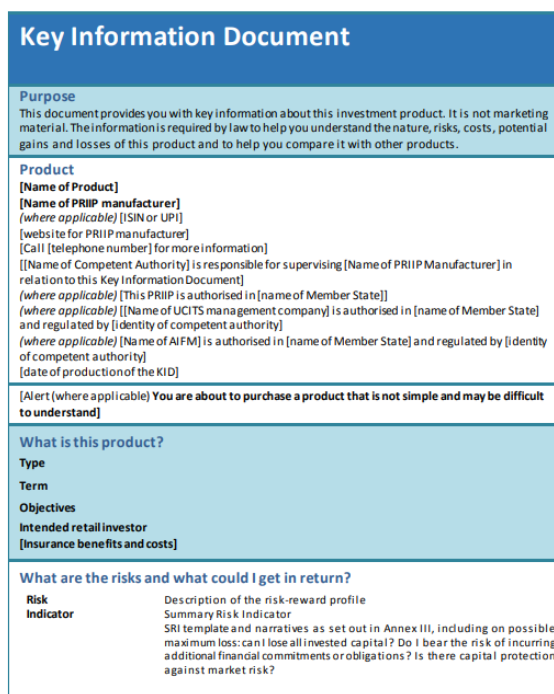 Key Information Document
Purpose
This document provides you with key information about this investment product. It is not marketing
material. The information is required by law to help you understand the nature, risks, costs, potential
gains and losses of this product and to help you compare it with other products.
Product
[Name of Product]
[Name of PRIIP manufacturer]
(where applicable) [ISIN or UPI]
[website for PRIIP manufacturer]
[Call [telephone number] for more information]
[[Name of Competent Authority] is responsible for supervising [Name of PRIIP Manufacturer] in
relation to this Key Information Document]
(where applicable) [This PRIIP is authorised in [name of Member State]]
(where applicable) [[Name of UCITS management company] is authorised in [name of Member State]
and regulated by [identity of competent authority]
(where applicable) [Name of AIFM] is authorised in [name of Member State] and regulated by [identity
of competent authority]
[date of production of the KID]
[Alert (where applicable) You are about to purchase a product that is not simple and may be difficult
to understand]
What is this product?
Type
Term
Objectives
Intended retail investor
[Insurance benefits and costs]
What are the risks and what could I get in return?
Risk Description of the risk-reward profile
Indicator Summary Risk Indicator
SRI template and narratives as set out in Annex III, including on possible
maximum loss: can I lose all invested capital? Do I bear the risk of incurring
additional financial commitments or obligations? Is there capital protection
against market risk?